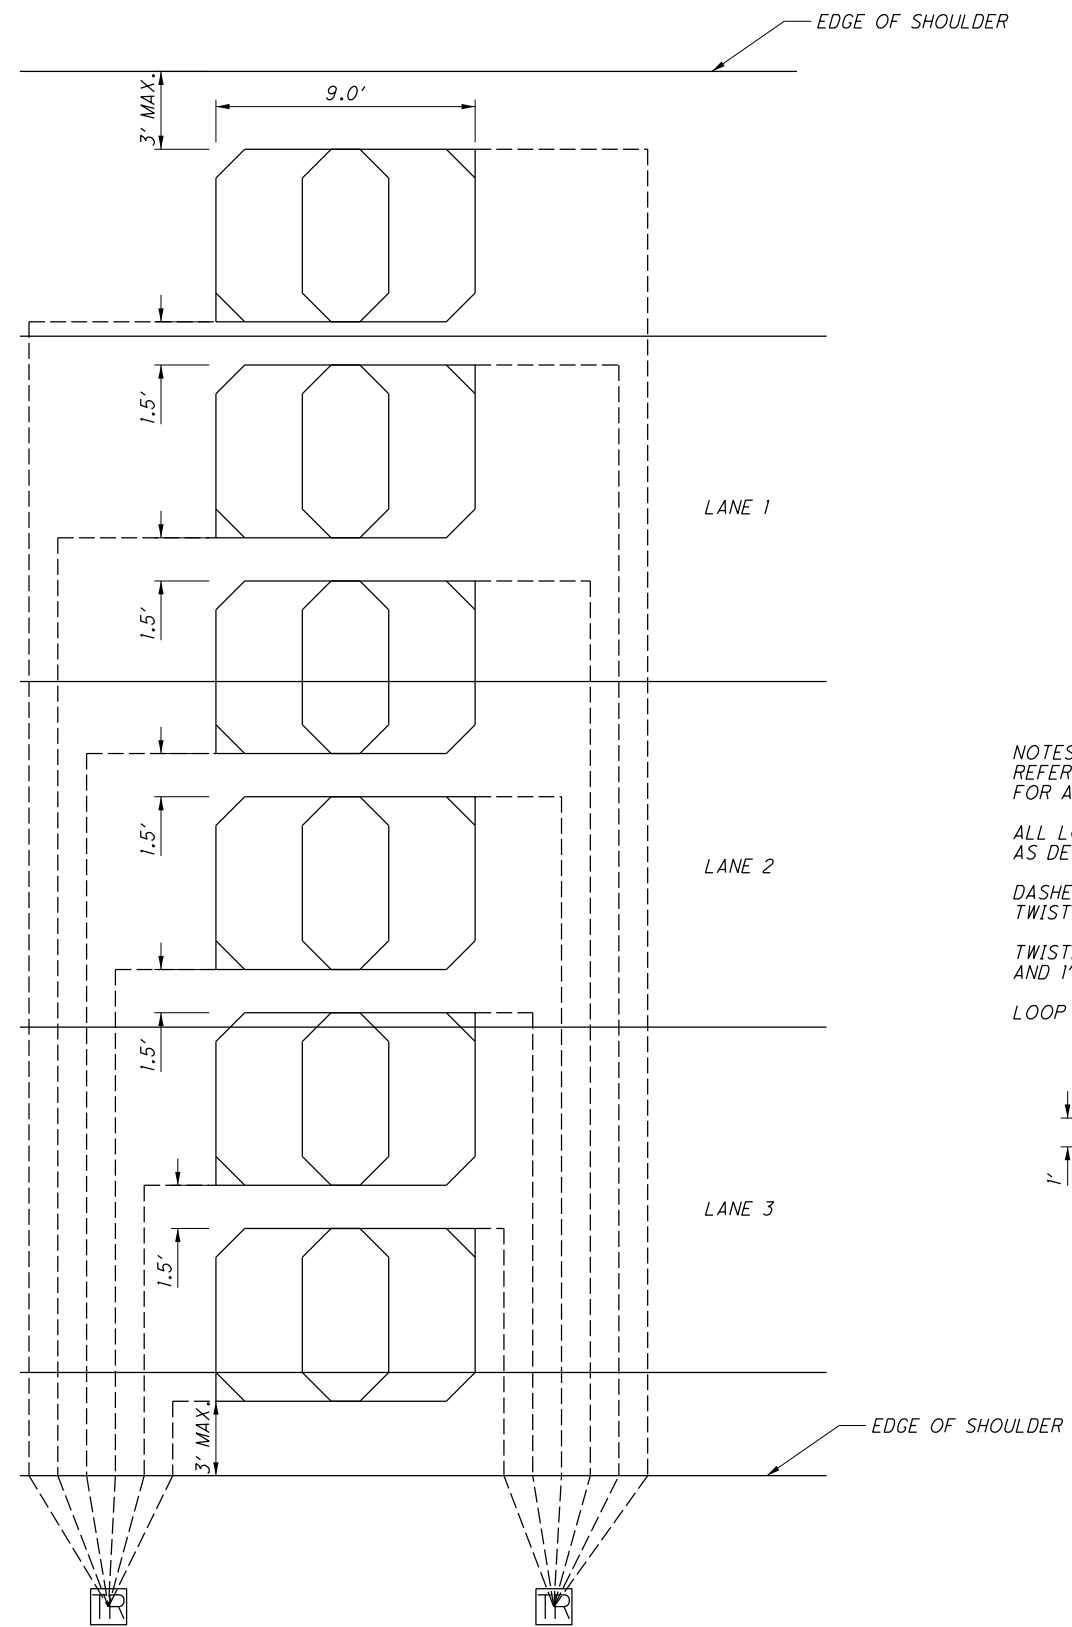 EDGE OF SHOULDER
3' MAX.
9.0'
1.5'
LANE 1
1.5'
NOTES
REFER
FOR A
1.5'
ALL L
AS DE
LANE 2
DASHE
TWIST
TWIST
AND 1'
LOOP
1.5'
1'
LANE 3
1.5'
3' MAX.
EDGE OF SHOULDER
TR
TR